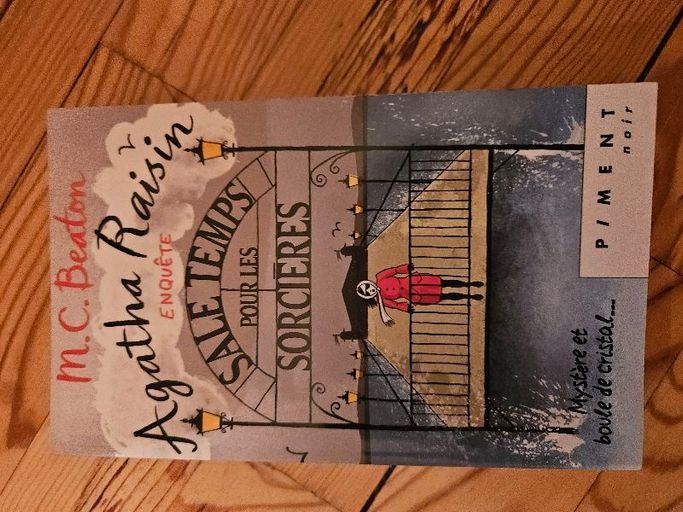 M.C. Beaton
Agatha Raisin
ENQUÊTE
SALE TEMPS
POUR LES
SORCIÈRES
Mystère et
boule de cristal....
PIMENT
noir